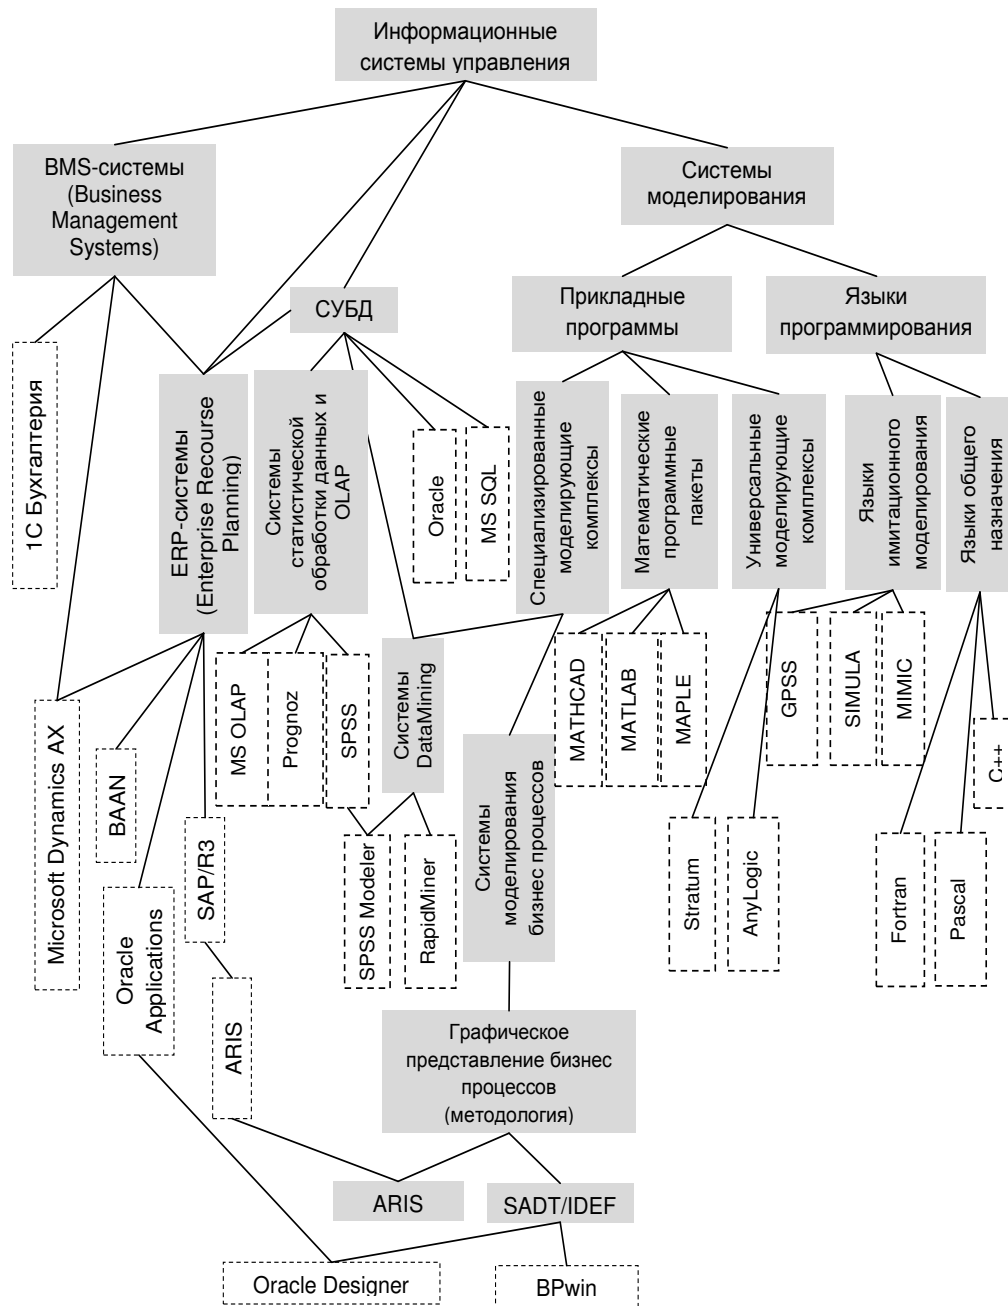 Информационные
системы управления
BMS-системы
(Business
Management
Systems)
Системы
моделирования
СУБД
Прикладные
программы
Языки
программирования
1С Бухгалтерия
ERP-системы
(Enterprise Recourse
Planning)
Системы
статистической
обработки данных и
OLAP
Oracle
MS SQL
Специализированные
моделирующие
комплексы
Математические
программные
пакеты
Универсальные
моделирующие
комплексы
Языки
имитационного
моделирования
Языки общего
назначения
Microsoft Dynamics AX
BAAN
Oracle
Applications
SAP/R3
ARIS
MS OLAP
Prognoz
SPSS
Системы
DataMining
SPSS Modeler
RapidMiner
Системы
моделирования
бизнес процессов
MATHCAD
MATLAB
MAPLE
Stratum
AnyLogic
GPSS
SIMULA
MIMIC
Fortran
Pascal
C++
Графическое
представление бизнес
процессов
(методология)
ARIS
SADT/IDEF
Oracle Designer
BPwin